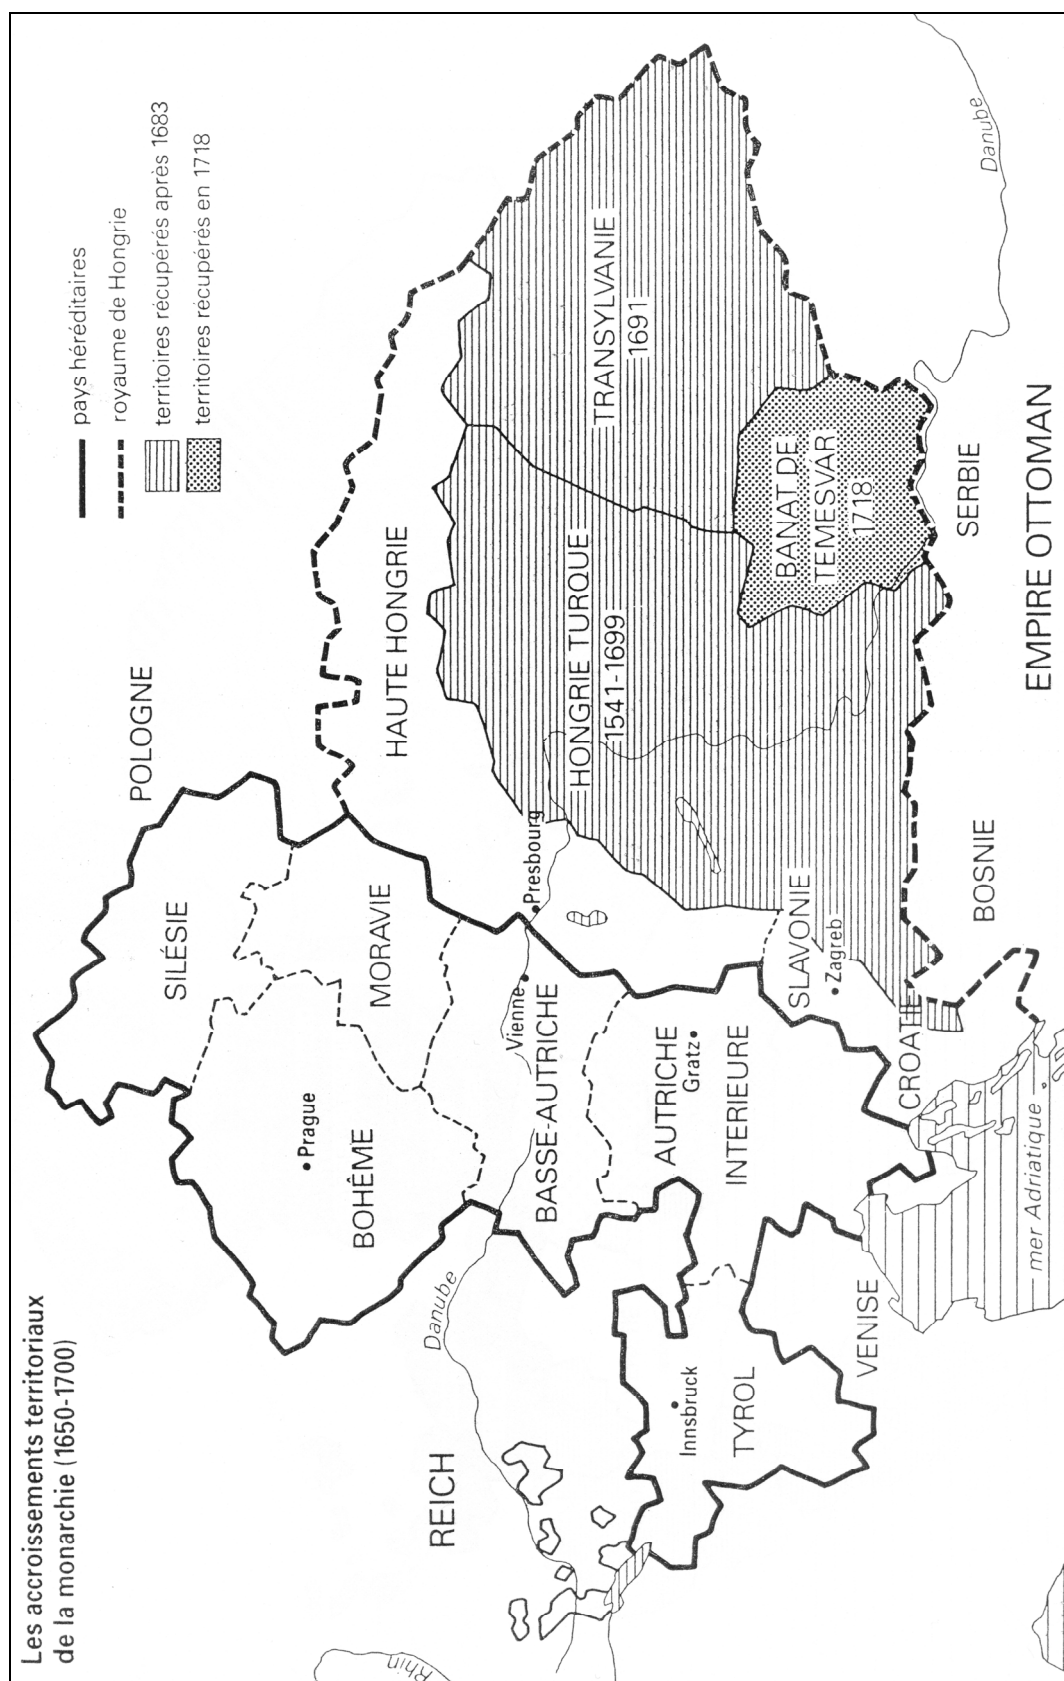 Les accroissements territoriaux
de la monarchie (1650-1700)
pays héréditaires
royaume de Hongrie
territoires récupérés après 1683
territoires récupérés en 1718
POLOGNE
SILÉSIE
MORAVIE
Prague
BOHÊME
HAUTE HONGRIE
REICH
Danube
Rhin
Vienne
Presbourg
BASSE-AUTRICHE
AUTRICHE
Gratz
INTERIEURE
Innsbruck
TYROL
HONGRIE TURQUE
1541-1699
TRANSYLVANIE
1691
BANAT DE
TEMESVAR
1718
SLAVONIE
Zagreb
CROATIE
VENISE
BOSNIE
SERBIE
Danube
mer Adriatique
EMPIRE OTTOMAN